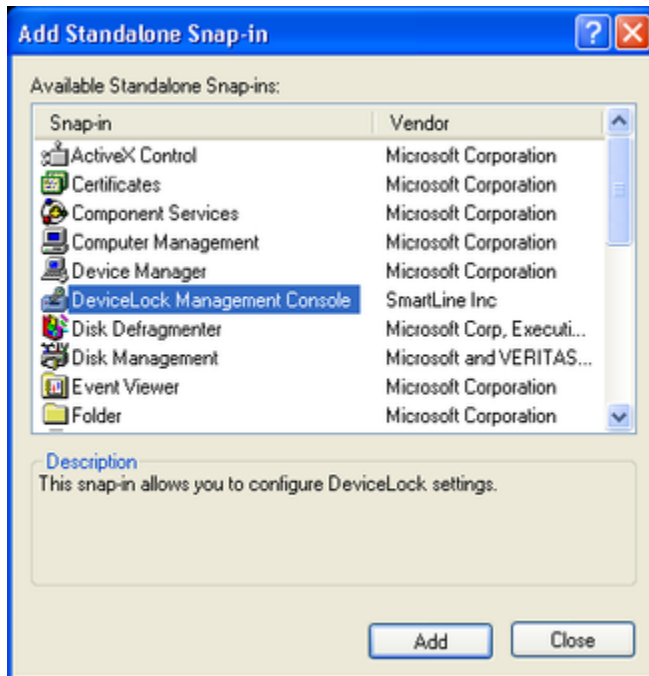 Add Standalone Snap-in
Available Standalone Snap-ins:
Snap-in Vendor
ActiveX Control Microsoft Corporation
Certificates Microsoft Corporation
Component Services Microsoft Corporation
Computer Management Microsoft Corporation
Device Manager Microsoft Corporation
DeviceLock Management Console SmartLine Inc
Disk Defragmenter Microsoft Corp, Executi...
Disk Management Microsoft and VERITAS...
Event Viewer Microsoft Corporation
Folder Microsoft Corporation
Description
This snap-in allows you to configure DeviceLock settings.
Add Close